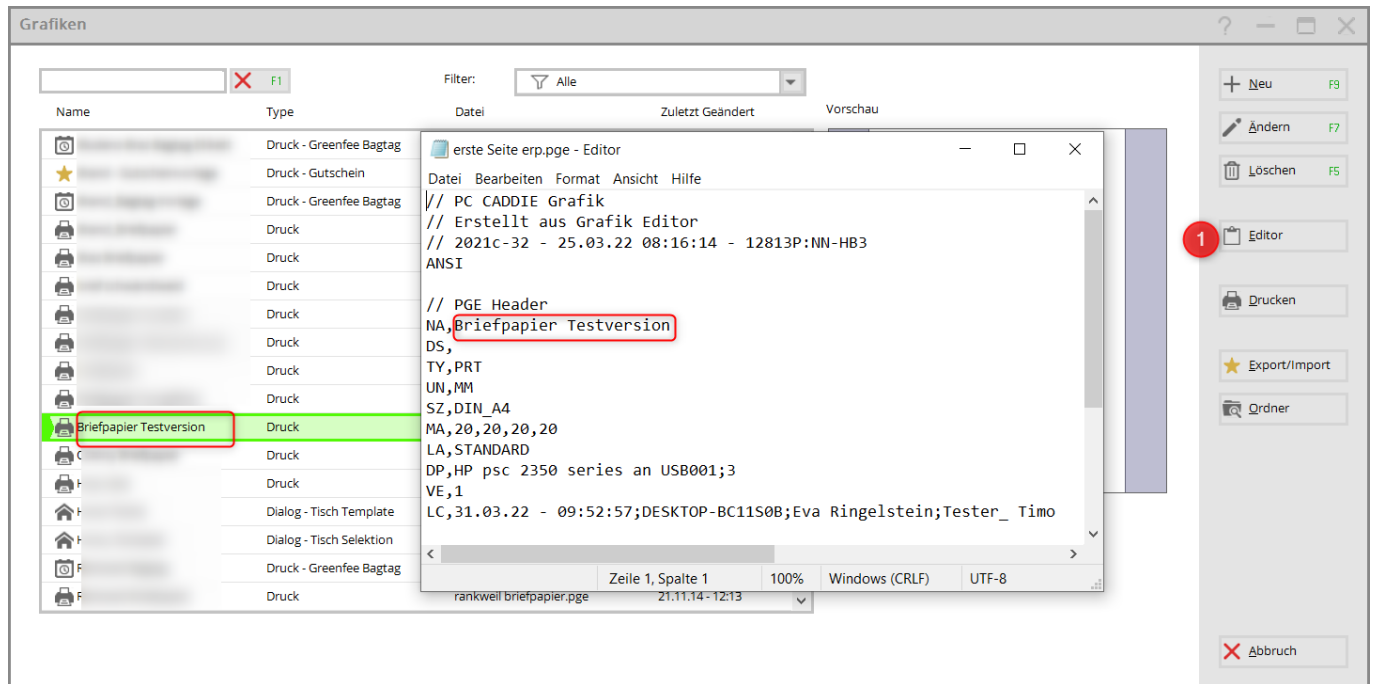 Grafiken
F1
Filter:
Alle
Name Type Datei Zuletzt Geändert Vorschau
Druck - Greenfee Bagtag
Druck - Gutschein
Druck - Greenfee Bagtag
Druck
Druck
Druck
Druck
Druck
Druck
Druck
Briefpapier Testversion Druck
Druck
Druck
Dialog - Tisch Template
Dialog - Tisch Selektion
Druck - Greenfee Bagtag
Druck rankweil briefpapier.pge 21.11.14 - 12:13
erste Seite erp.pge - Editor
Datei Bearbeiten Format Ansicht Hilfe
// PC CADDIE Grafik
// Erstellt aus Grafik Editor
// 2021c-32 - 25.03.22 08:16:14 - 12813P:NN-HB3
ANSI
// PGE Header
NA,Briefpapier Testversion
DS,
TY,PRT
UN,MM
SZ,DIN_A4
MA,20,20,20,20
LA,STANDARD
DP,HP psc 2350 series an USB001;3
VE,1
LC,31.03.22 - 09:52:57;DESKTOP-BC11S0B;Eva Ringelstein;Tester_ Timo
Zeile 1, Spalte 1 100% Windows (CRLF) UTF-8
Neu F9
Ändern F7
Löschen F5
1
Editor
Drucken
Export/Import
Ordner
Abbruch